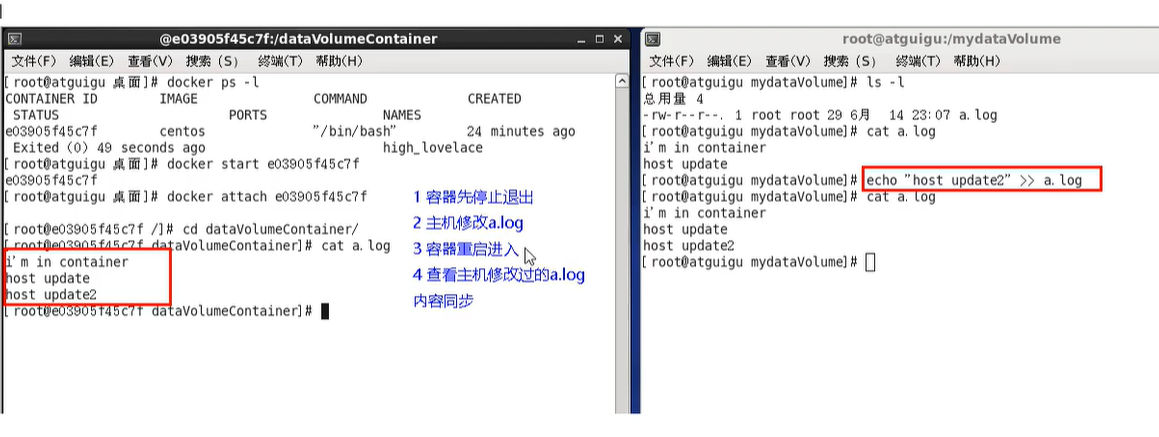 @e03905f45c7f:/dataVolumeContainer
文件(F) 编辑(E) 查看(V) 搜索 (S) 终端(T) 帮助(H)
[root@atguigu 桌面]# docker ps -l
CONTAINER ID IMAGE COMMAND CREATED
STATUS PORTS NAMES
e03905f45c7f centos "/bin/bash" 24 minutes ago
Exited (0) 49 seconds ago high_lovelace
[root@atguigu 桌面]# docker start e03905f45c7f
e03905f45c7f
[root@atguigu 桌面]# docker attach e03905f45c7f
[root@e03905f45c7f /]# cd dataVolumeContainer/
[root@e03905f45c7f dataVolumeContainer]# cat a.log
i'm in container
host update
host update2
[root@e03905f45c7f dataVolumeContainer]#
1 容器先停止退出
2 主机修改a.log
3 容器重启进入
4 查看主机修改过的a.log
内容同步
root@atguigu:/mydataVolume
文件(F) 编辑(E) 查看(V) 搜索 (S) 终端(T) 帮助(H)
[root@atguigu mydataVolume]# ls -l
总用量 4
-rw-r--r--. 1 root root 29 6月 14 23:07 a.log
[root@atguigu mydataVolume]# cat a.log
i'm in container
host update
[root@atguigu mydataVolume]# echo "host update2" >> a.log
[root@atguigu mydataVolume]# cat a.log
i'm in container
host update
host update2
[root@atguigu mydataVolume]#